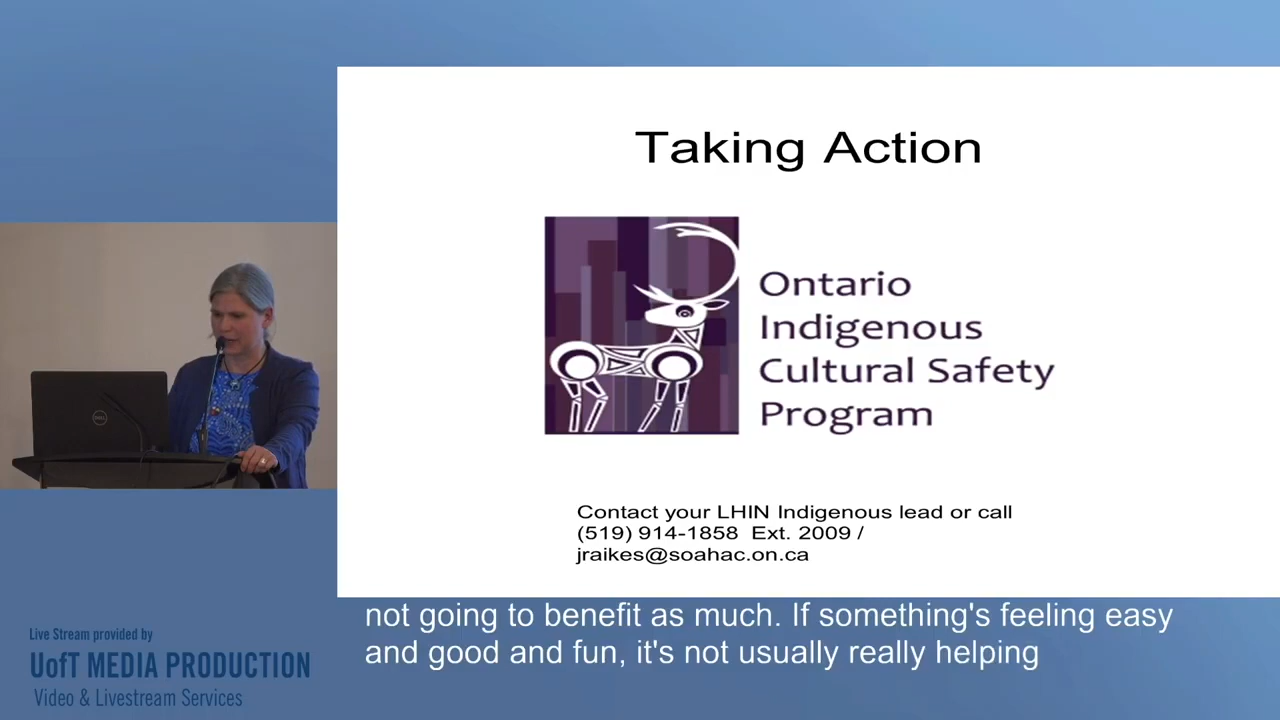 Taking Action
Ontario
Indigenous
Cultural Safety
Program
Contact your LHIN Indigenous lead or call
(519) 914-1858 Ext. 2009 /
jraikes@soahac.on.ca
DELL
not going to benefit as much. If something's feeling easy
and good and fun, it's not usually really helping
Live Stream provided by
UofT MEDIA PRODUCTION
Video & Livestream Services